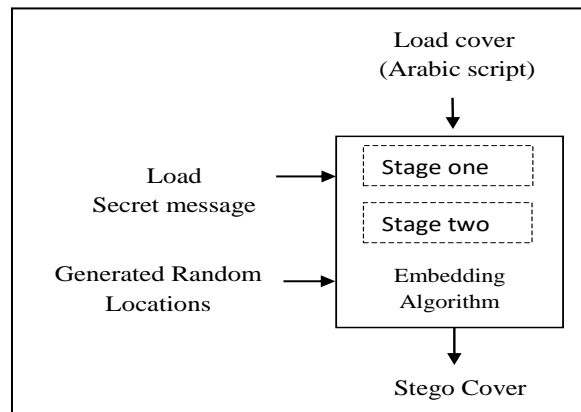 Load cover
(Arabic script)
Stage one
Load
Secret message
Stage two
Generated Random
Locations
Embedding
Algorithm
Stego Cover